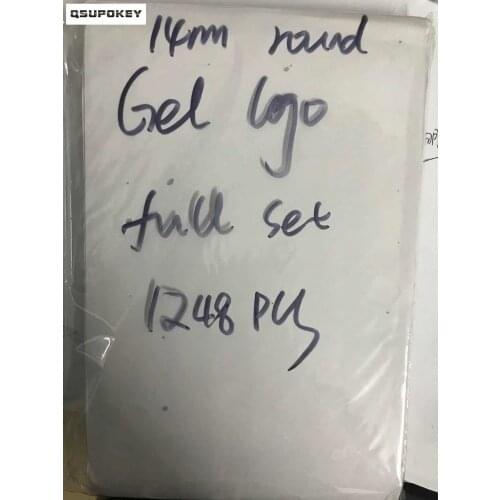 QSUPOKEY
14mm round
Gel logo
full set
1248 Pcs